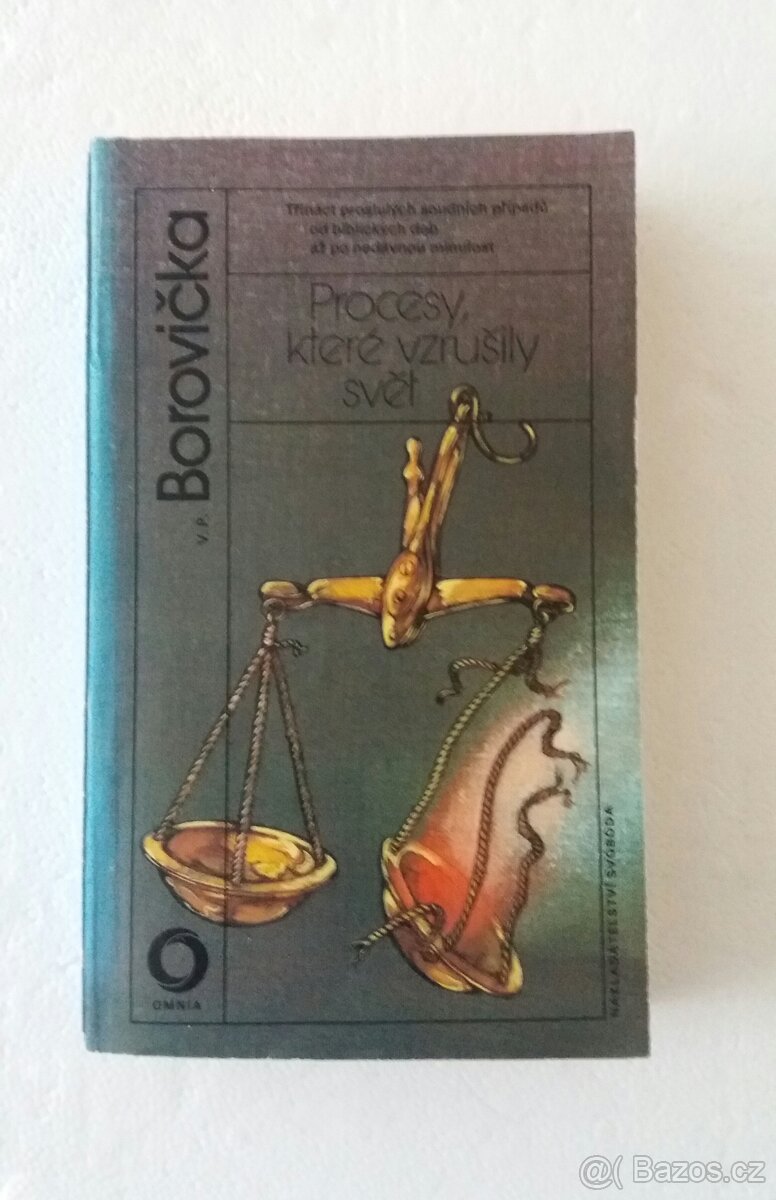 Třináct proslulých soudních případů
od biblických dob
až po nedávnou minulost
Procesy,
které vzrušily
svět
V. P. Borovička
OMNIA
NAKLADATELSTVÍ SVOBODA
@( Bazos.cz